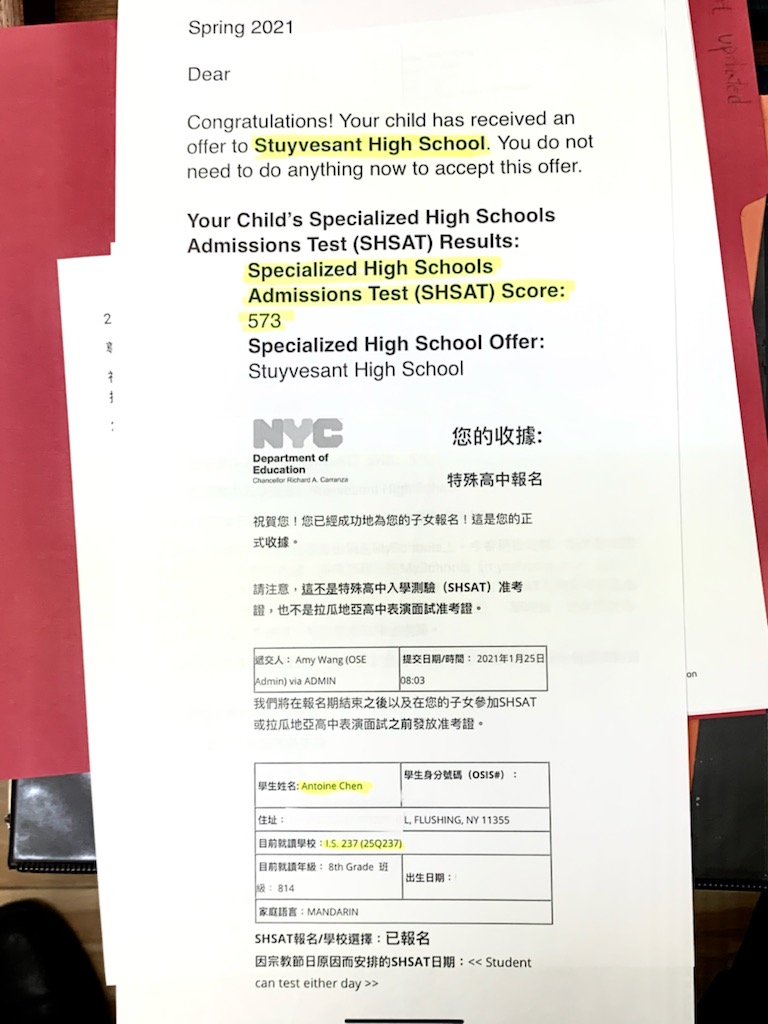 Spring 2021
Dear
Congratulations! Your child has received an
offer to Stuyvesant High School. You do not
need to do anything now to accept this offer.
Your Child's Specialized High Schools
Admissions Test (SHSAT) Results:
Specialized High Schools
Admissions Test (SHSAT) Score:
573
Specialized High School Offer:
Stuyvesant High School
NYC
Department of
Education
Chancellor Richard A. Carranza
您的收據:
特殊高中報名
祝賀您！您已經成功地為您的子女報名！這是您的正
式收據。
請注意，這不是特殊高中入學測驗（SHSAT）准考
證，也不是拉瓜地亞高中表演面試准考證。
遞交人： Amy Wang (OSE
Admin) via ADMIN
提交日期/時間： 2021年1月25日
08:03
我們將在報名期結束之後以及在您的子女參加SHSAT
或拉瓜地亞高中表演面試之前發放准考證。
學生姓名: Antoine Chen
學生身分號碼（OSIS#）：
住址： L, FLUSHING, NY 11355
目前就讀學校：I.S. 237 (25Q237)
目前就讀年級： 8th Grade 班
級： 814
出生日期：
家庭語言：MANDARIN
SHSAT報名/學校選擇：已報名
因宗教節日原因而安排的SHSAT日期：<< Student
can test either day >>
2
on
updated